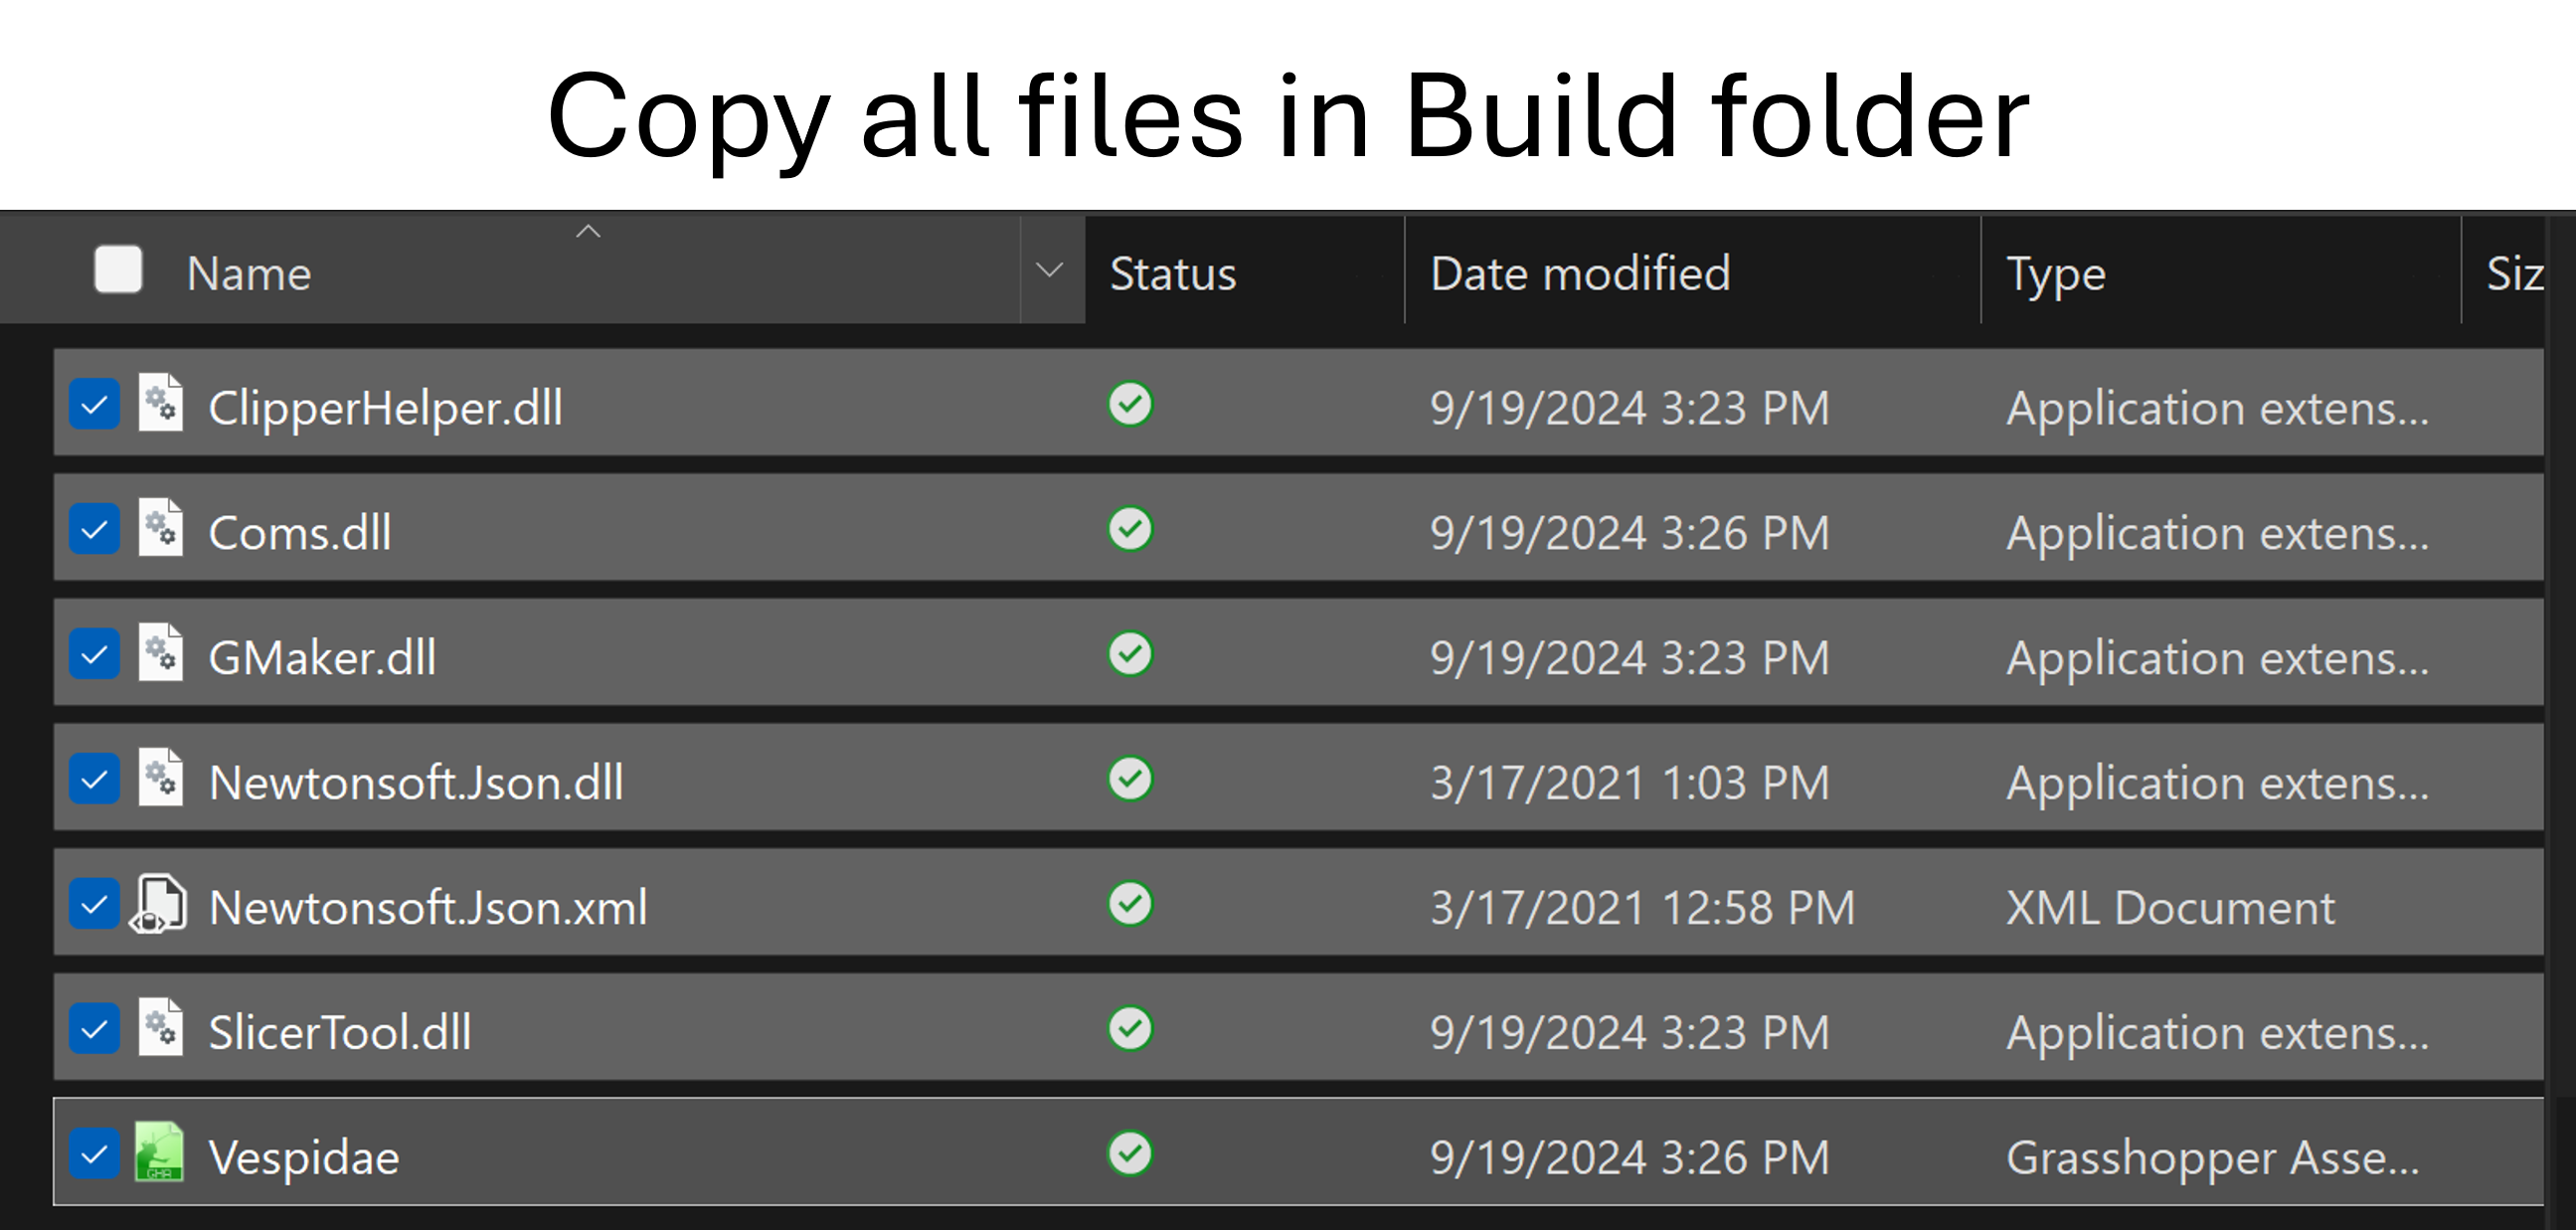 Copy all files in Build folder
Name Status Date modified Type Siz
ClipperHelper.dll 9/19/2024 3:23 PM Application extens...
Coms.dll 9/19/2024 3:26 PM Application extens...
GMaker.dll 9/19/2024 3:23 PM Application extens...
Newtonsoft.Json.dll 3/17/2021 1:03 PM Application extens...
Newtonsoft.Json.xml 3/17/2021 12:58 PM XML Document
SlicerTool.dll 9/19/2024 3:23 PM Application extens...
GHA Vespidae 9/19/2024 3:26 PM Grasshopper Asse...